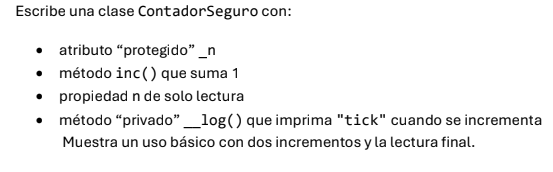 Escribe una clase ContadorSeguro con:
• atributo “protegido” _n
• método inc() que suma 1
• propiedad n de solo lectura
• método “privado” __log() que imprima "tick" cuando se incrementa
Muestra un uso básico con dos incrementos y la lectura final.